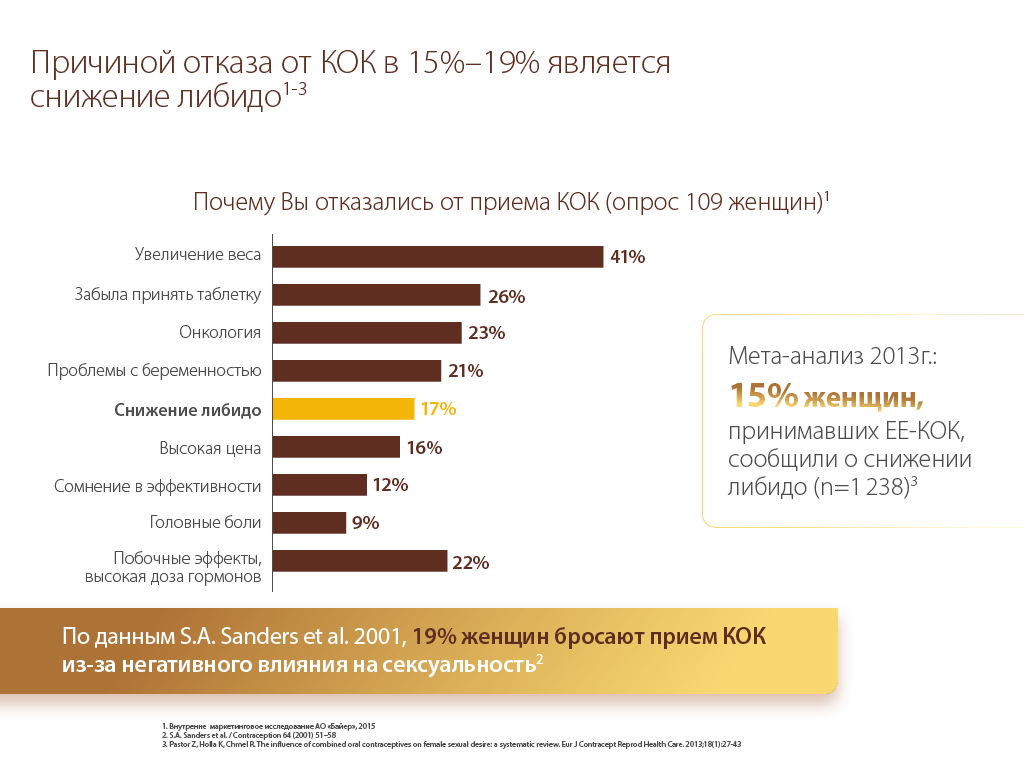 Причиной отказа от КОК в 15%–19% является
снижение либидо1-3
Почему Вы отказались от приема КОК (опрос 109 женщин)1
Увеличение веса 41%
Забыла принять таблетку 26%
Онкология 23%
Проблемы с беременностью 21%
Снижение либидо 17%
Высокая цена 16%
Сомнение в эффективности 12%
Головные боли 9%
Побочные эффекты,
высокая доза гормонов 22%
Мета-анализ 2013г.:
15% женщин,
принимавших ЕЕ-КОК,
сообщили о снижении
либидо (n=1 238)3
По данным S.A. Sanders et al. 2001, 19% женщин бросают прием КОК
из-за негативного влияния на сексуальность2
1. Внутренне маркетинговое исследование АО «Байер», 2015
2. S.A. Sanders et al. / Contraception 64 (2001) 51–58
3. Pastor Z, Holla K, Chmel R. The influence of combined oral contraceptives on female sexual desire: a systematic review. Eur J Contracept Reprod Health Care. 2013;18(1):27-43